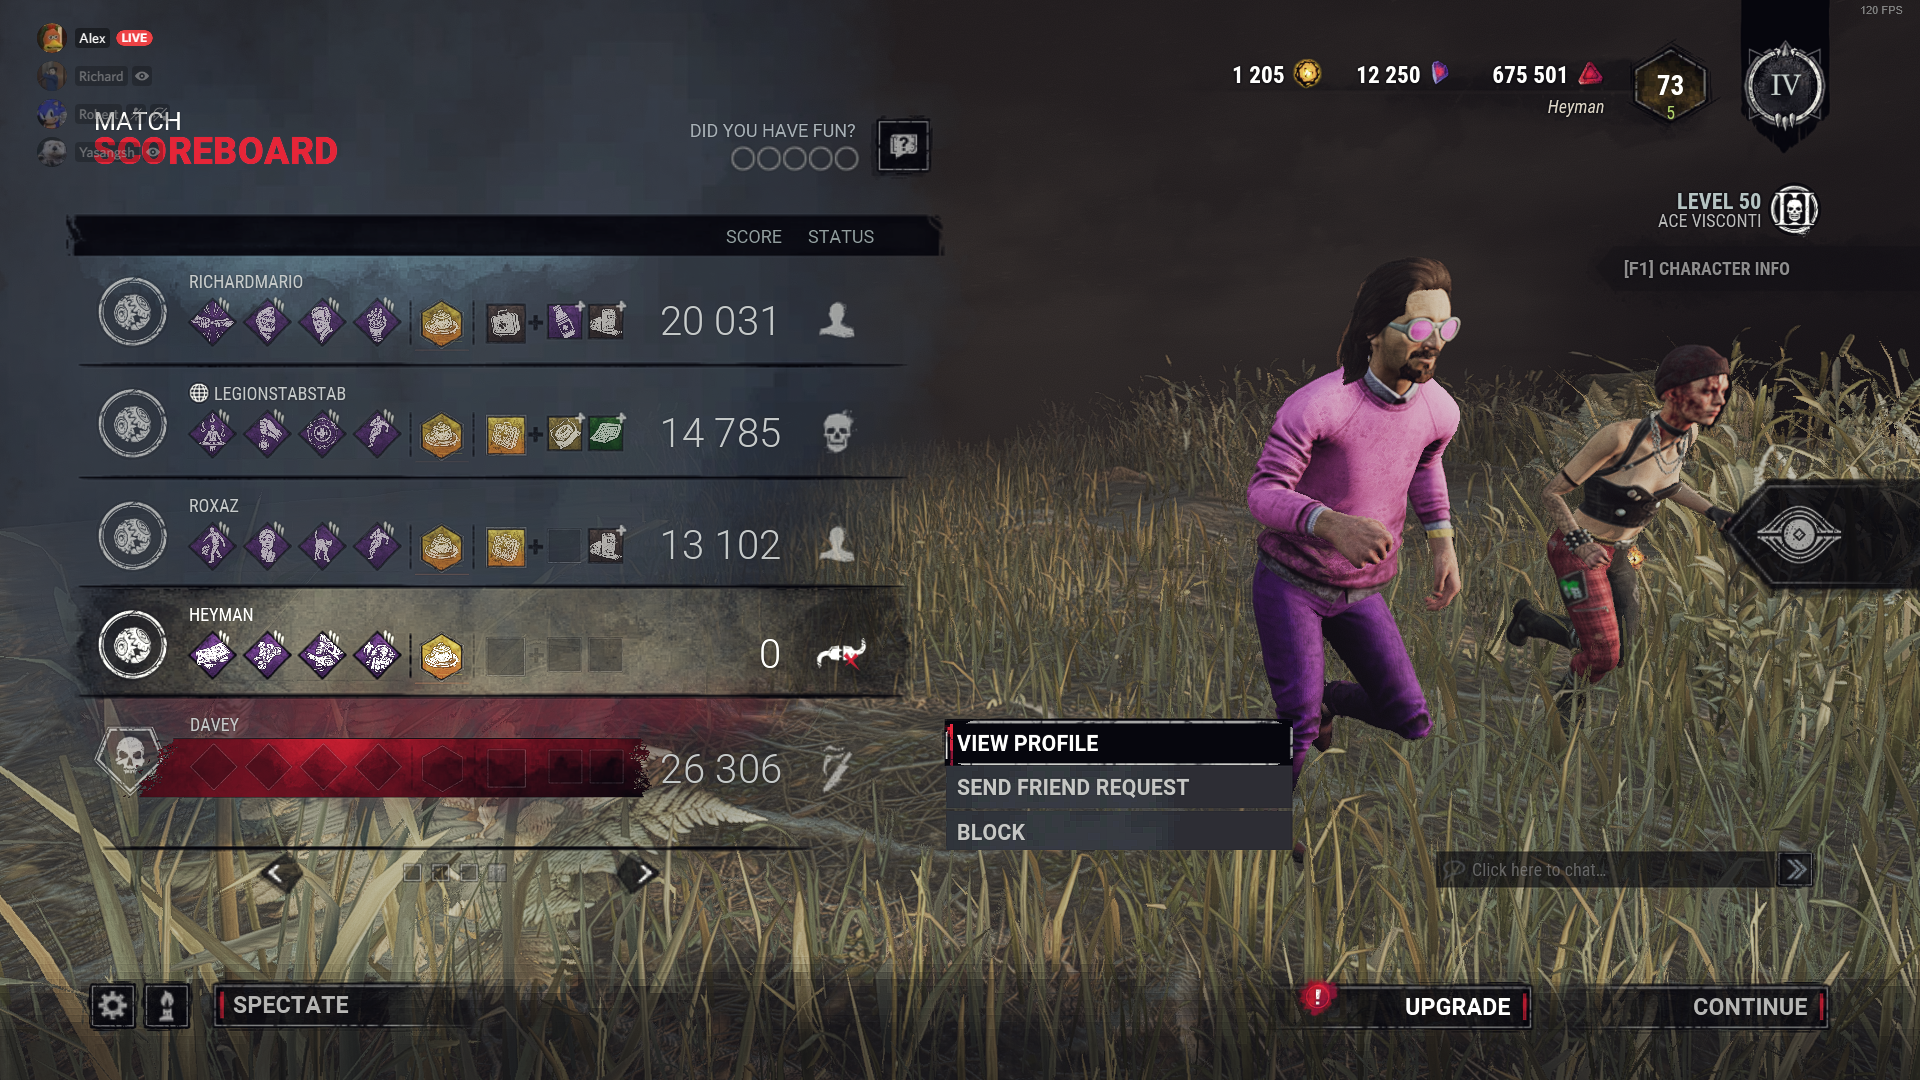 120 FPS
Alex LIVE
Richard
Yasangsh
MATCH
SCOREBOARD
DID YOU HAVE FUN?
1 205
12 250
675 501
Heyman
73
5
IV
LEVEL 50
ACE VISCONTI
[F1] CHARACTER INFO
SCORE STATUS
RICHARDMARIO
20 031
LEGIONSTABSTAB
14 785
ROXAZ
13 102
HEYMAN
0
DAVEY
26 306
VIEW PROFILE
SEND FRIEND REQUEST
BLOCK
Click here to chat...
SPECTATE
UPGRADE
CONTINUE